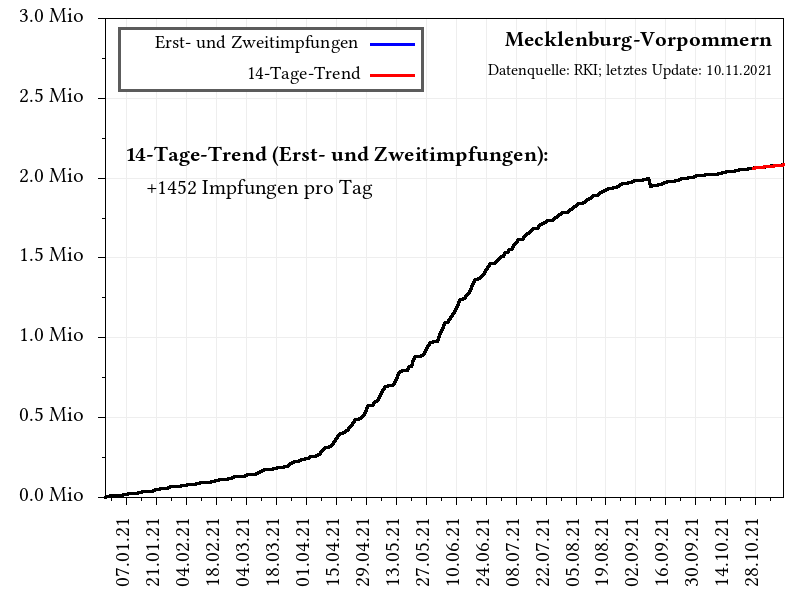 3.0 Mio
2.5 Mio
2.0 Mio
1.5 Mio
1.0 Mio
0.5 Mio
0.0 Mio
Erst- und Zweitimpfungen
14-Tage-Trend
Mecklenburg-Vorpommern
Datenquelle: RKI; letztes Update: 10.11.2021
14-Tage-Trend (Erst- und Zweitimpfungen):
+1452 Impfungen pro Tag
07.01.21
21.01.21
04.02.21
18.02.21
04.03.21
18.03.21
01.04.21
15.04.21
29.04.21
13.05.21
27.05.21
10.06.21
24.06.21
08.07.21
22.07.21
05.08.21
19.08.21
02.09.21
16.09.21
30.09.21
14.10.21
28.10.21